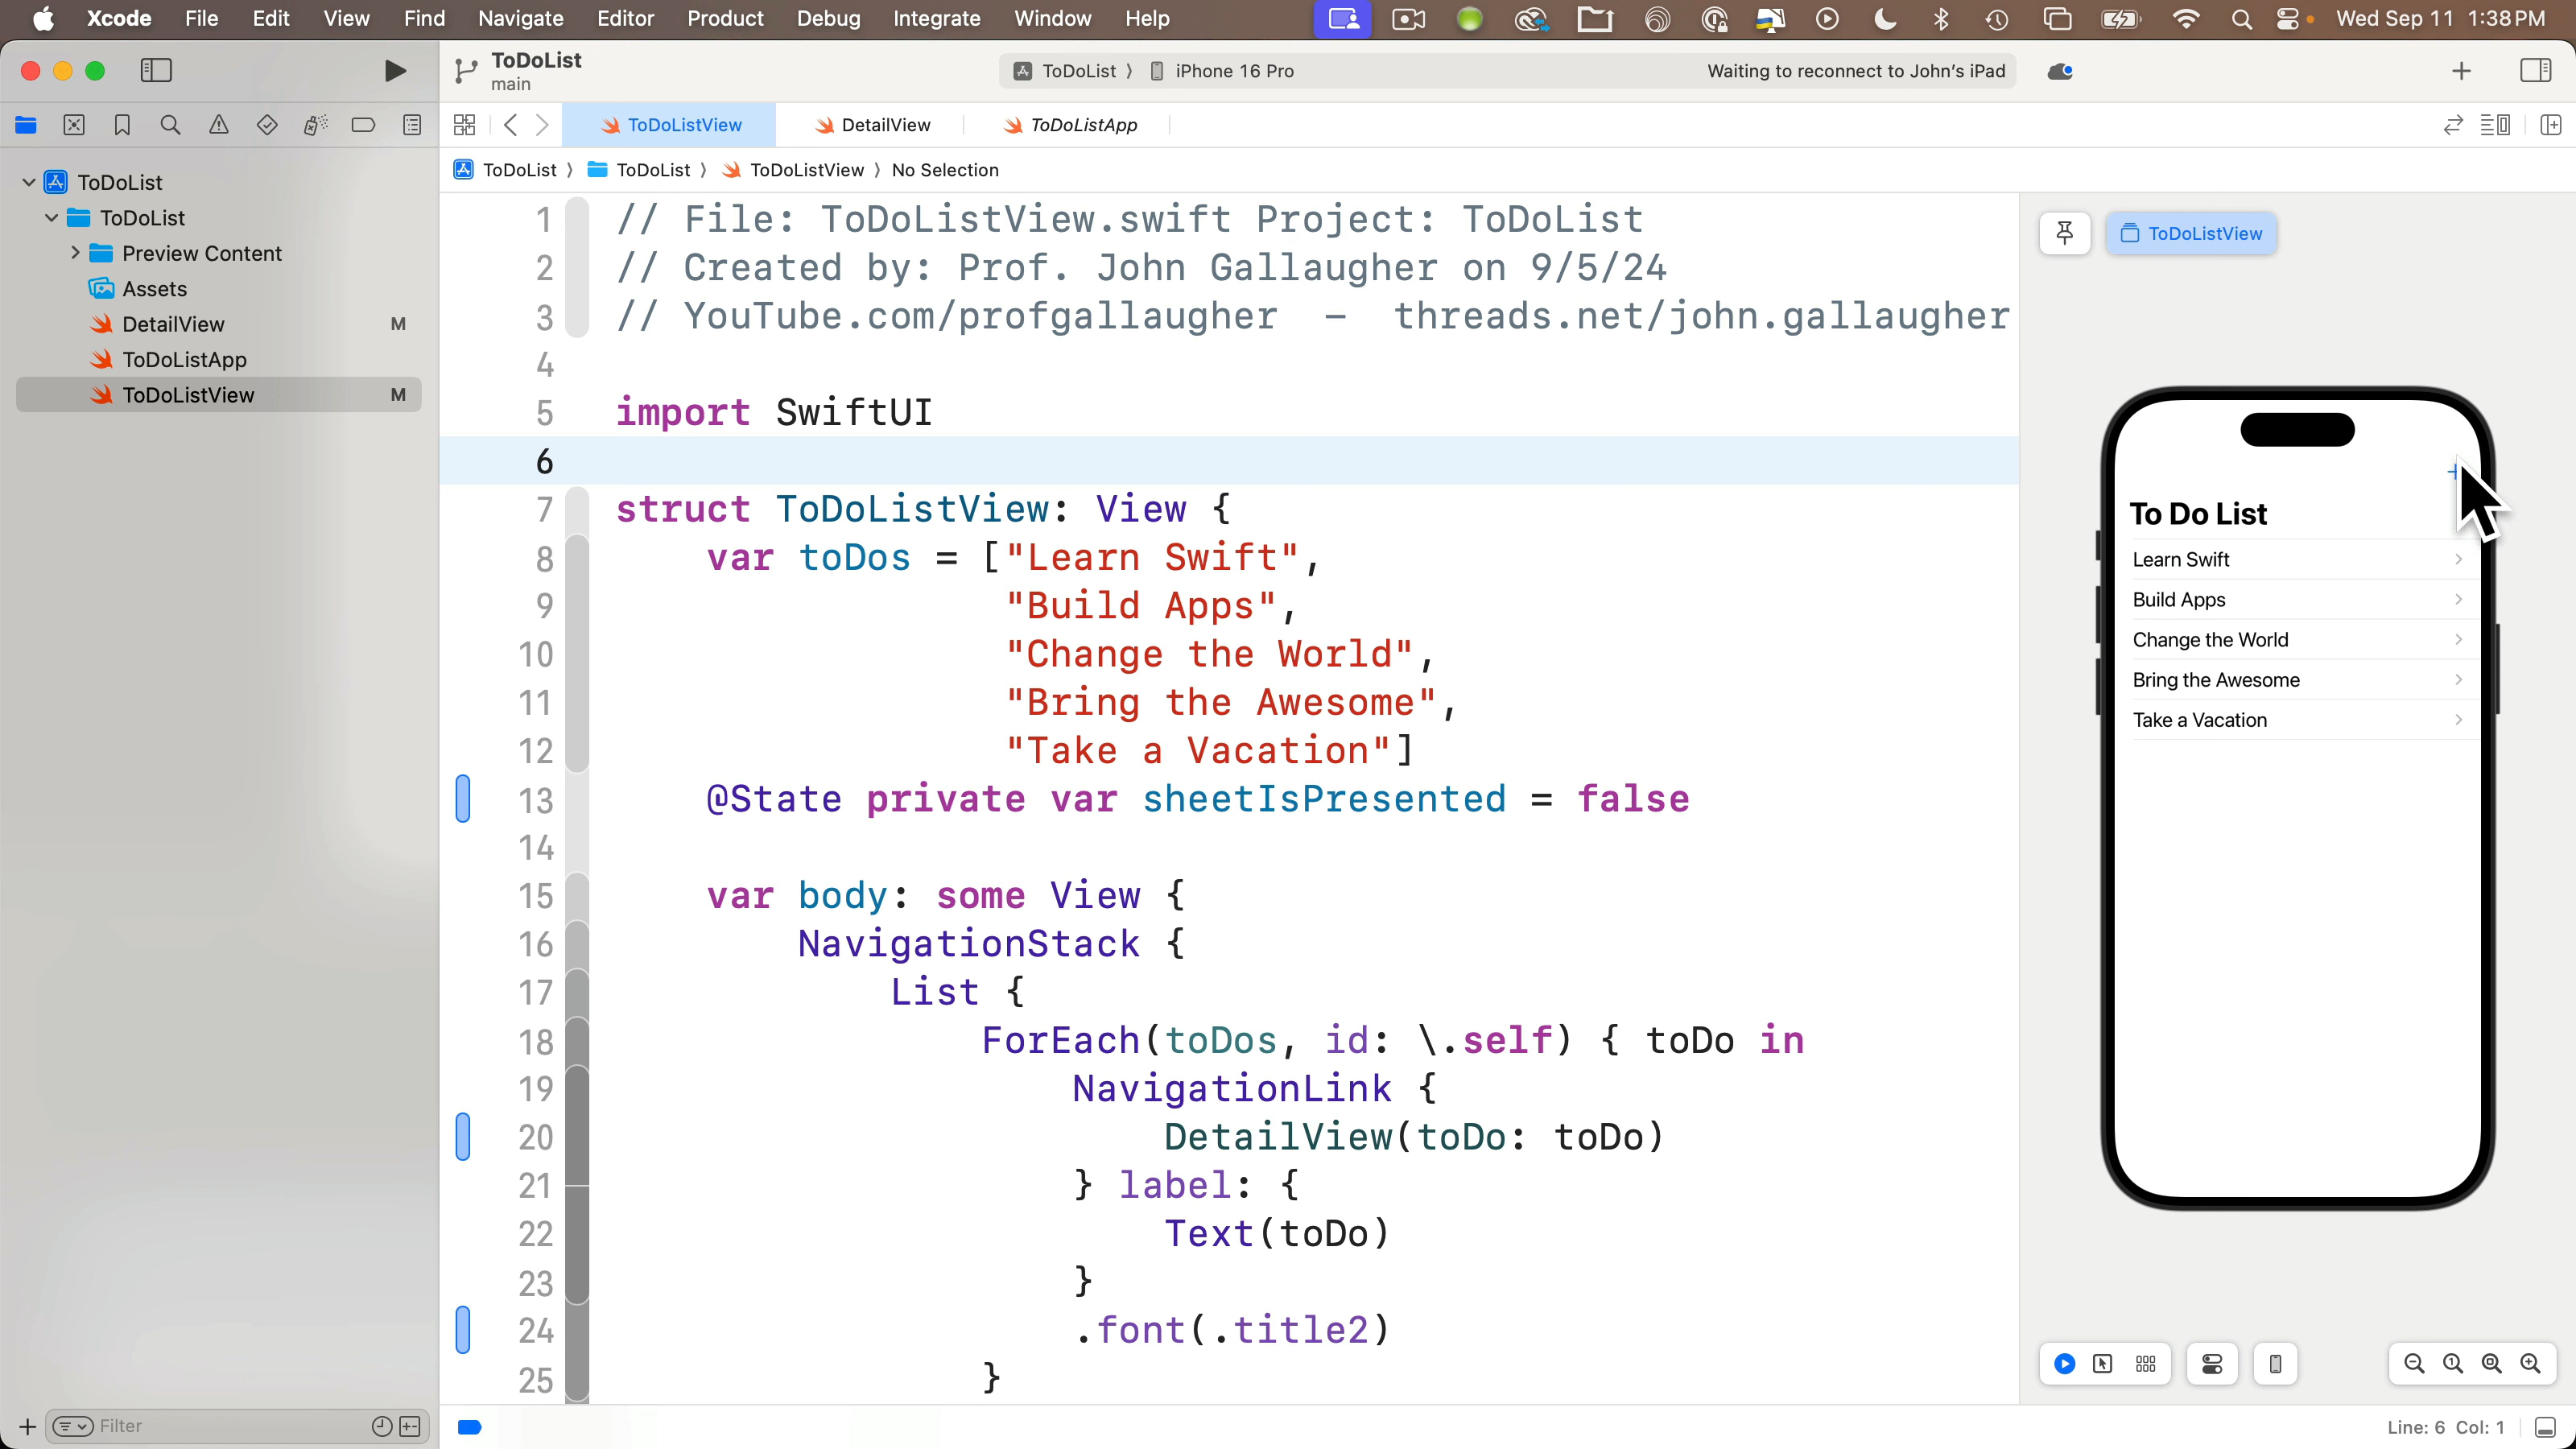 Xcode File Edit View Find Navigate Editor Product Debug Integrate Window Help Wed Sep 11 1:38 PM
ToDoList
main
ToDoList iPhone 16 Pro Waiting to reconnect to John's iPad
ToDoListView DetailView ToDoListApp
ToDoList ToDoList ToDoListView No Selection
ToDoList
ToDoList
Preview Content
Assets
DetailView M
ToDoListApp
ToDoListView M
Filter
1 // File: ToDoListView.swift Project: ToDoList
2 // Created by: Prof. John Gallaugher on 9/5/24
3 // YouTube.com/profgallaugher - threads.net/john.gallaugher
4
5 import SwiftUI
6
7 struct ToDoListView: View {
8 var toDos = ["Learn Swift",
9 "Build Apps",
10 "Change the World",
11 "Bring the Awesome",
12 "Take a Vacation"]
13 @State private var sheetIsPresented = false
14
15 var body: some View {
16 NavigationStack {
17 List {
18 ForEach(toDos, id: \.self) { toDo in
19 NavigationLink {
20 DetailView(toDo: toDo)
21 } label: {
22 Text(toDo)
23 }
24 .font(.title2)
25 }
ToDoListView
To Do List
Learn Swift
Build Apps
Change the World
Bring the Awesome
Take a Vacation
Line: 6 Col: 1